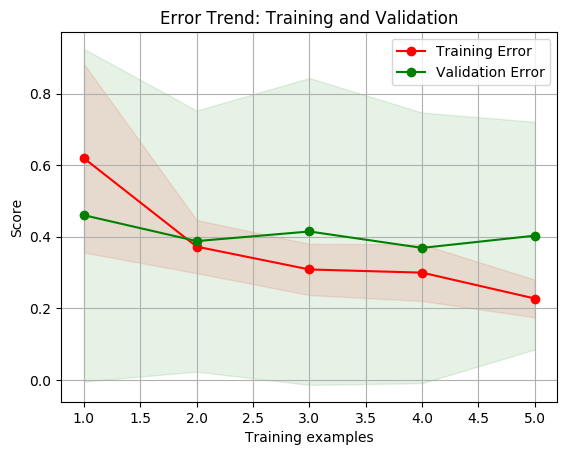 Error Trend: Training and Validation
Training Error
Validation Error
Score
0.8
0.6
0.4
0.2
0.0
1.0 1.5 2.0 2.5 3.0 3.5 4.0 4.5 5.0
Training examples